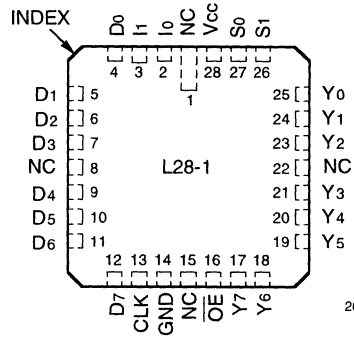 INDEX
D0 I1 I0 NC Vcc S0 S1
4 3 2 28 27 26
1
D1 5 25 Y0
D2 6 24 Y1
D3 7 23 Y2
NC 8 L28-1 22 NC
D4 9 21 Y3
D5 10 20 Y4
D6 11 19 Y5
12 13 14 15 16 17 18
D7 CLK GND NC OE Y7 Y6